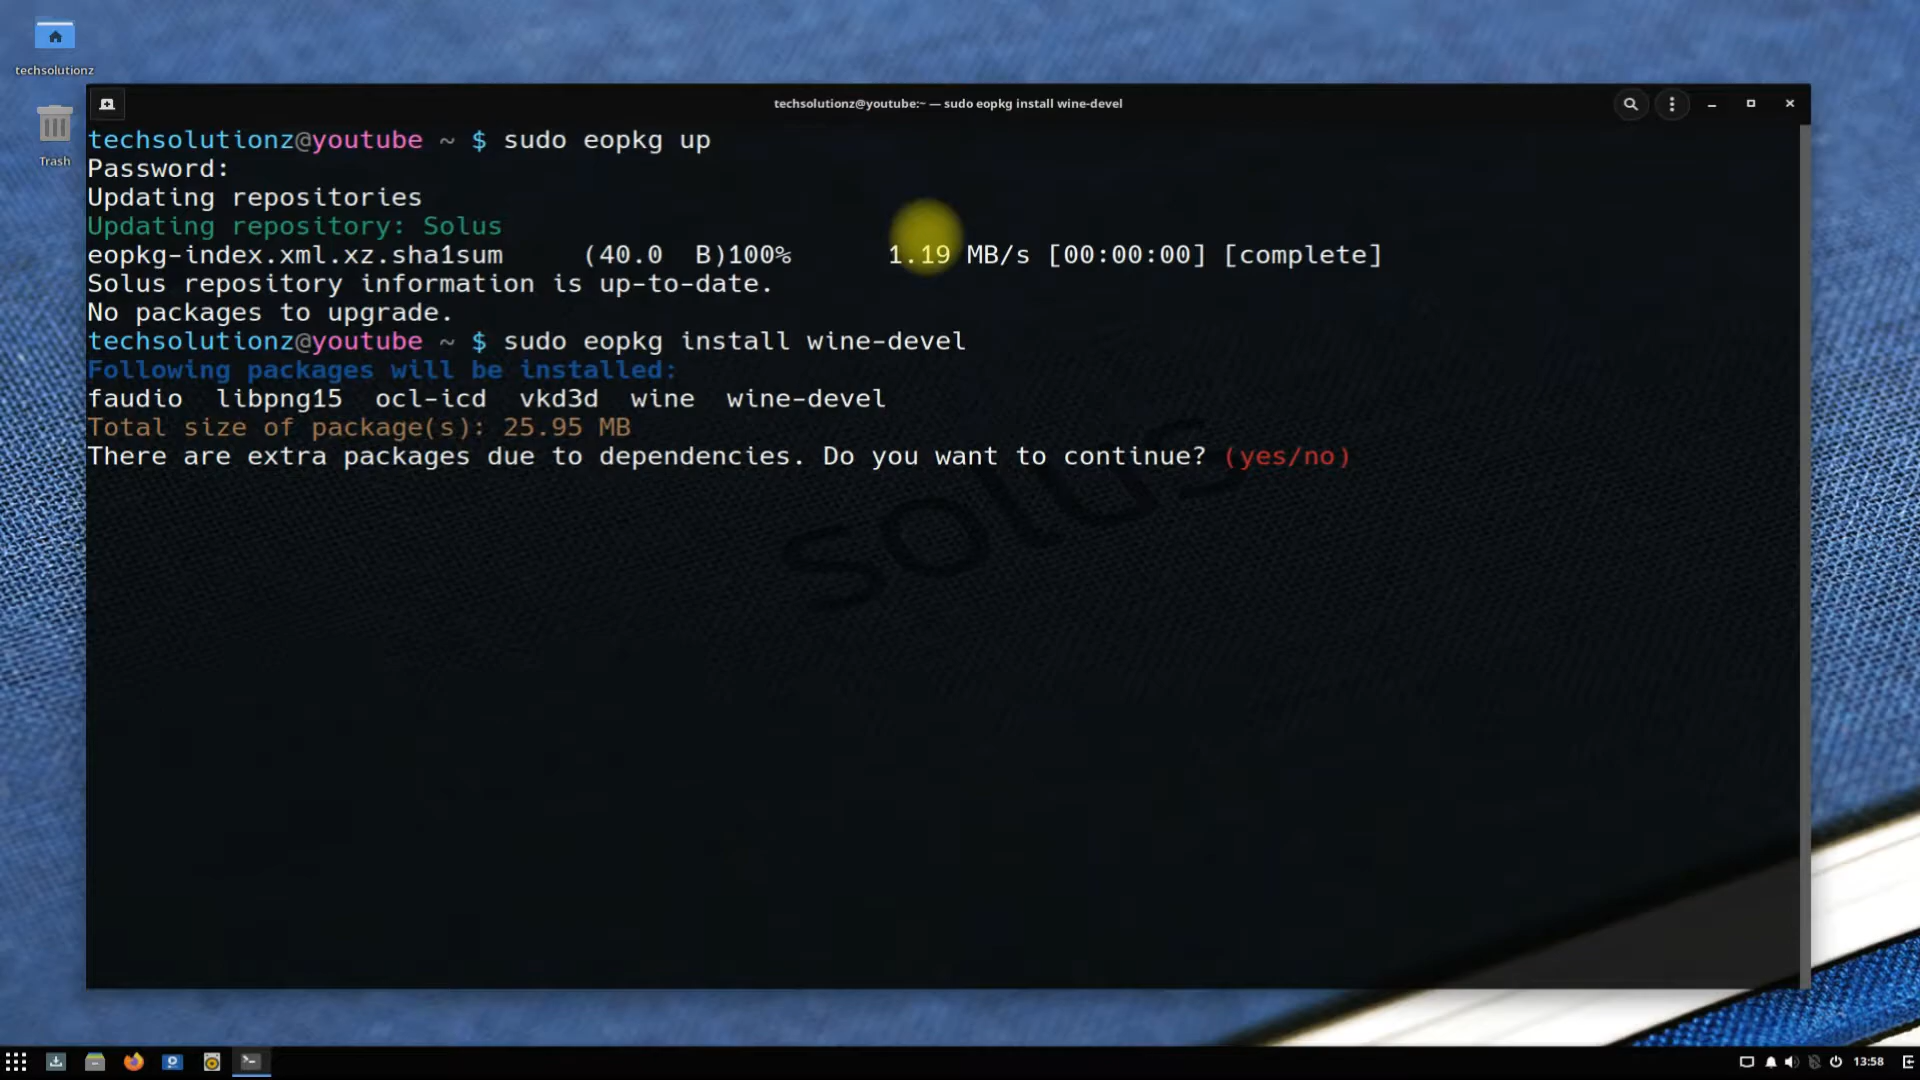 techsolutionz
Trash
techsolutionz@youtube:~ — sudo eopkg install wine-devel
techsolutionz@youtube ~ $ sudo eopkg up
Password:
Updating repositories
Updating repository: Solus
eopkg-index.xml.xz.sha1sum     (40.0  B)100%      1.19 MB/s [00:00:00] [complete]
Solus repository information is up-to-date.
No packages to upgrade.
techsolutionz@youtube ~ $ sudo eopkg install wine-devel
Following packages will be installed:
faudio  libpng15  ocl-icd  vkd3d  wine  wine-devel
Total size of package(s): 25.95 MB
There are extra packages due to dependencies. Do you want to continue? (yes/no)
solus
13:58